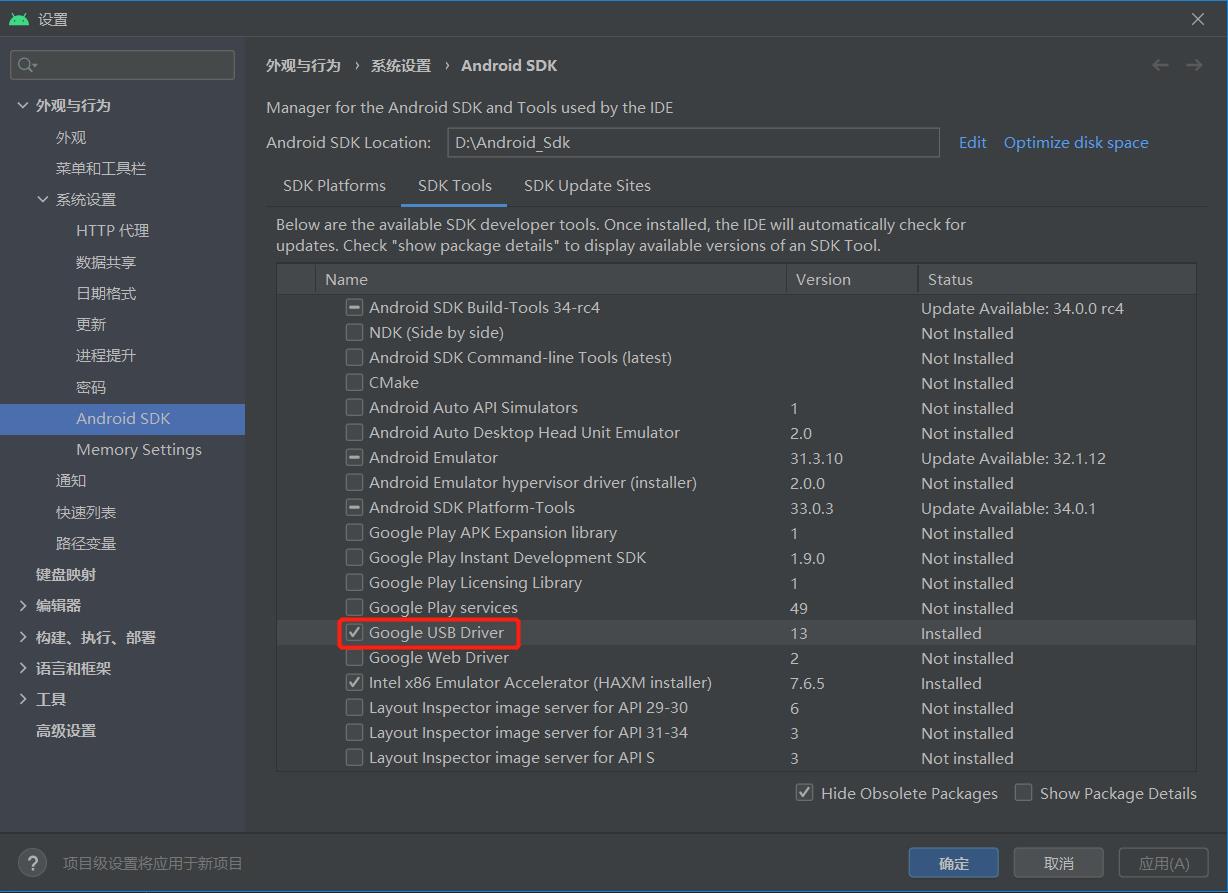 设置
外观与行为
外观
菜单和工具栏
系统设置
HTTP 代理
数据共享
日期格式
更新
进程提升
密码
Android SDK
Memory Settings
通知
快速列表
路径变量
键盘映射
编辑器
构建、执行、部署
语言和框架
工具
高级设置
外观与行为 › 系统设置 › Android SDK
Manager for the Android SDK and Tools used by the IDE
Android SDK Location: D:\Android_Sdk Edit Optimize disk space
SDK Platforms SDK Tools SDK Update Sites
Below are the available SDK developer tools. Once installed, the IDE will automatically check for
updates. Check "show package details" to display available versions of an SDK Tool.
Name Version Status
Android SDK Build-Tools 34-rc4 Update Available: 34.0.0 rc4
NDK (Side by side) Not Installed
Android SDK Command-line Tools (latest) Not Installed
CMake Not Installed
Android Auto API Simulators 1 Not installed
Android Auto Desktop Head Unit Emulator 2.0 Not installed
Android Emulator 31.3.10 Update Available: 32.1.12
Android Emulator hypervisor driver (installer) 2.0.0 Not installed
Android SDK Platform-Tools 33.0.3 Update Available: 34.0.1
Google Play APK Expansion library 1 Not installed
Google Play Instant Development SDK 1.9.0 Not installed
Google Play Licensing Library 1 Not installed
Google Play services 49 Not installed
Google USB Driver 13 Installed
Google Web Driver 2 Not installed
Intel x86 Emulator Accelerator (HAXM installer) 7.6.5 Installed
Layout Inspector image server for API 29-30 6 Not installed
Layout Inspector image server for API 31-34 3 Not installed
Layout Inspector image server for API S 3 Not installed
Hide Obsolete Packages Show Package Details
? 项目级设置将应用于新项目
确定 取消 应用(A)